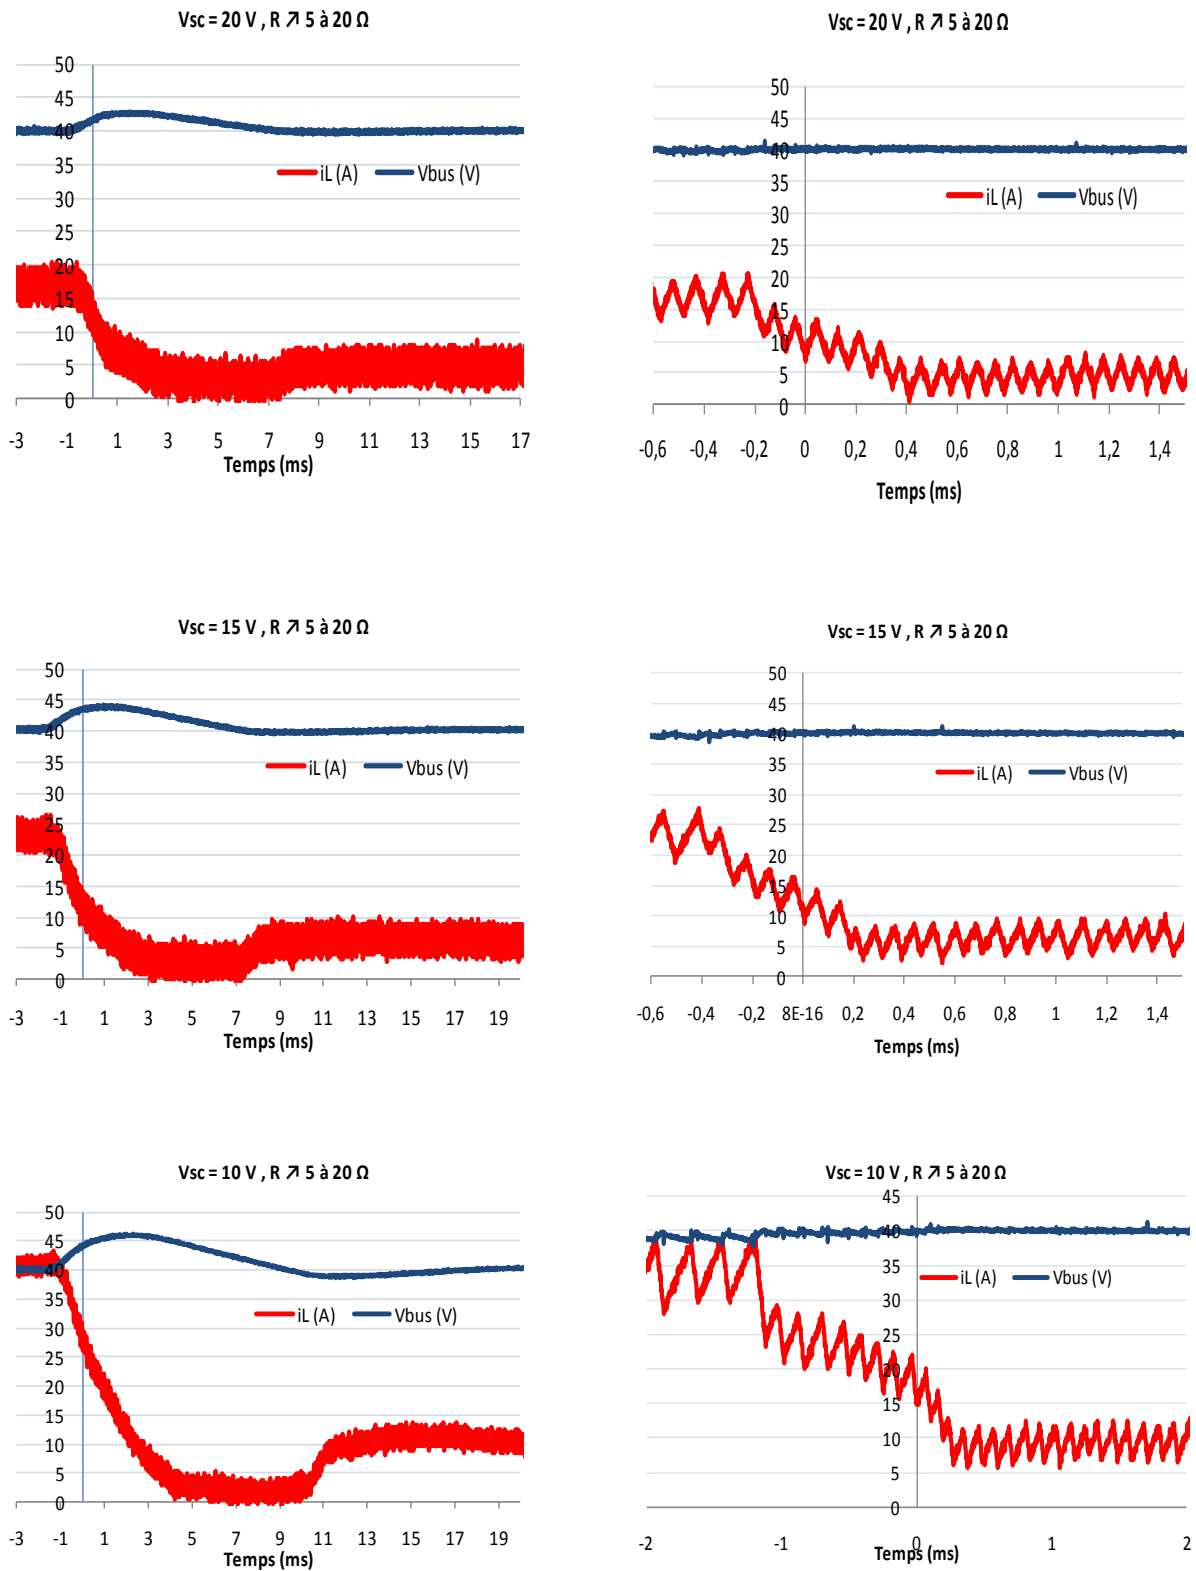 Vsc = 20 V , R ↗ 5 à 20 Ω
50
45
40
35
iL (A) Vbus (V)
30
25
20
15
10
5
0
-3 -1 1 3 5 7 9 11 13 15 17
Temps (ms)
Vsc = 20 V , R ↗ 5 à 20 Ω
50
45
40
35
iL (A) Vbus (V)
30
25
20
15
10
5
0
-0,6 -0,4 -0,2 0 0,2 0,4 0,6 0,8 1 1,2 1,4
Temps (ms)
Vsc = 15 V , R ↗ 5 à 20 Ω
50
45
40
35
iL (A) Vbus (V)
30
25
20
15
10
5
0
-3 -1 1 3 5 7 9 11 13 15 17 19
Temps (ms)
Vsc = 15 V , R ↗ 5 à 20 Ω
50
45
40
35
iL (A) Vbus (V)
30
25
20
15
10
5
0
-0,6 -0,4 -0,2 8E-16 0,2 0,4 0,6 0,8 1 1,2 1,4
Temps (ms)
Vsc = 10 V , R ↗ 5 à 20 Ω
50
45
40
35
iL (A) Vbus (V)
30
25
20
15
10
5
0
-3 -1 1 3 5 7 9 11 13 15 17 19
Temps (ms)
Vsc = 10 V , R ↗ 5 à 20 Ω
45
40
35
iL (A) Vbus (V)
30
25
20
15
10
5
0
-2 -1 0 1 2
Temps (ms)